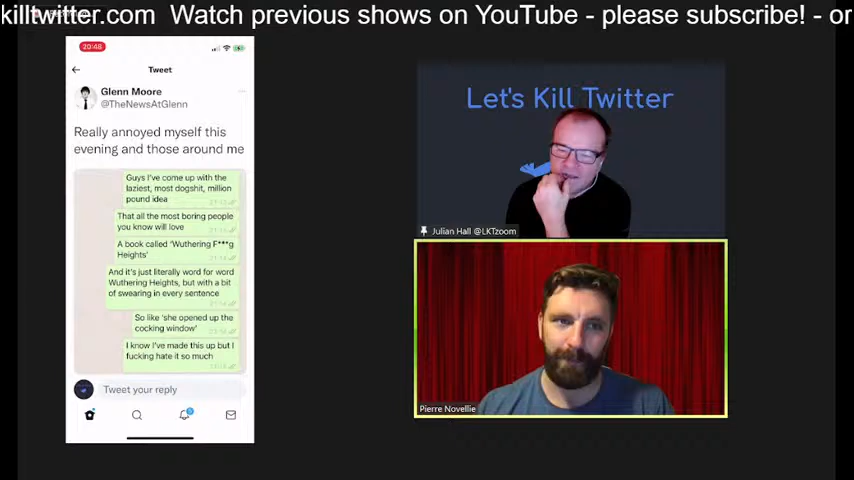 killtwitter.com Watch previous shows on YouTube - please subscribe! - or
20:48
Tweet
Glenn Moore
@TheNewsAtGlenn
Really annoyed myself this
evening and those around me
Guys I've come up with the
laziest, most dogshit, million
pound idea
That all the most boring people
you know will love
A book called 'Wuthering F***g
Heights'
And it's just literally word for word
Wuthering Heights, but with a bit
of swearing in every sentence
So like 'she opened up the
cocking window'
I know I've made this up but I
fucking hate it so much
Tweet your reply
Let's Kill Twitter
Julian Hall @LKTzoom
Pierre Novellie